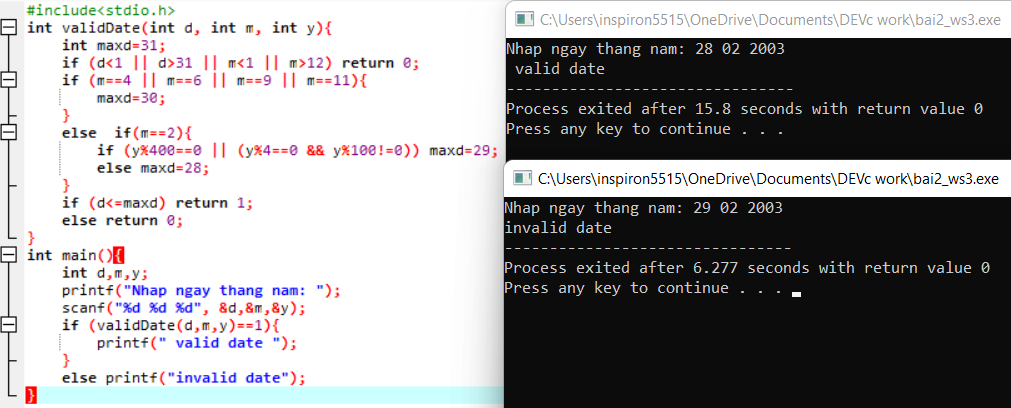 #include<stdio.h>
int validDate(int d, int m, int y){
    int maxd=31;
    if (d<1 || d>31 || m<1 || m>12) return 0;
    if (m==4 || m==6 || m==9 || m==11){
        maxd=30;
    }
    else  if(m==2){
        if (y%400==0 || (y%4==0 && y%100!=0)) maxd=29;
        else maxd=28;
    }
    if (d<=maxd) return 1;
    else return 0;
}
int main(){
    int d,m,y;
    printf("Nhap ngay thang nam: ");
    scanf("%d %d %d", &d,&m,&y);
    if (validDate(d,m,y)==1){
        printf(" valid date ");
    }
    else printf("invalid date");
}
C:\Users\inspiron5515\OneDrive\Documents\DEVc work\bai2_ws3.exe
Nhap ngay thang nam: 28 02 2003
 valid date
--------------------------------
Process exited after 15.8 seconds with return value 0
Press any key to continue . . .
C:\Users\inspiron5515\OneDrive\Documents\DEVc work\bai2_ws3.exe
Nhap ngay thang nam: 29 02 2003
invalid date
--------------------------------
Process exited after 6.277 seconds with return value 0
Press any key to continue . . .